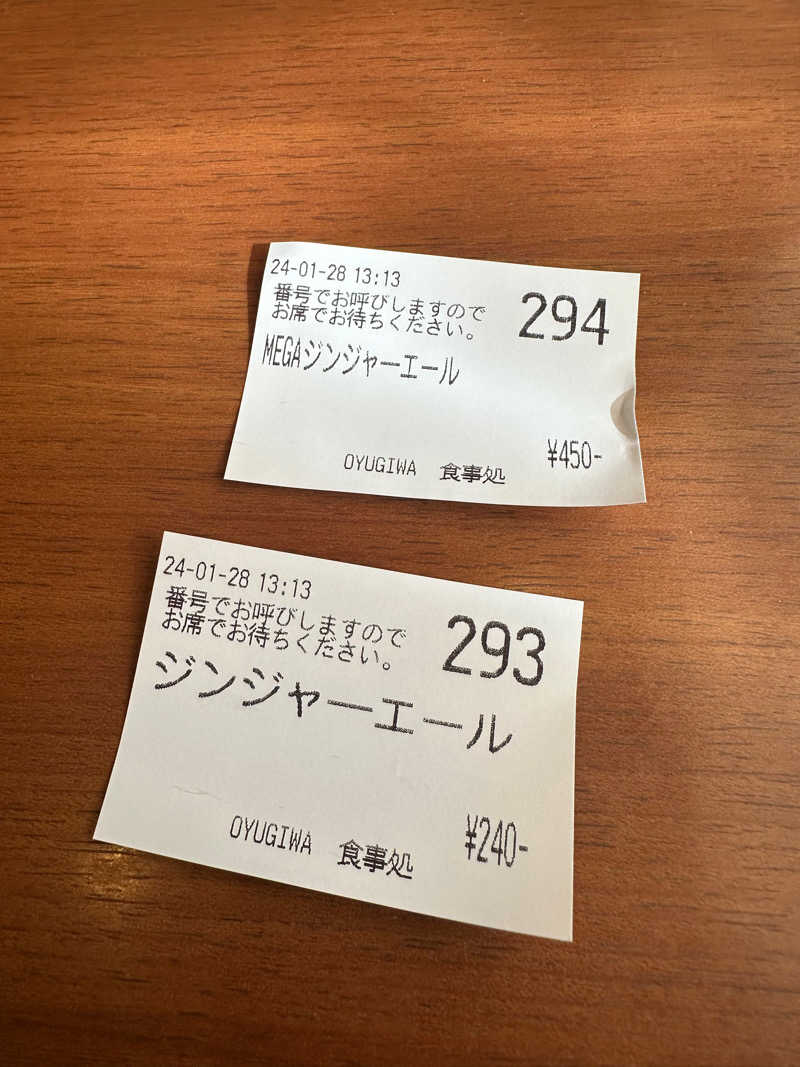 24-01-28 13:13
番号でお呼びしますので
お席でお待ちください。
294
MEGAジンジャーエール
¥450-
OYUGIWA 食事処
24-01-28 13:13
番号でお呼びしますので
お席でお待ちください。
293
ジンジャーエール
¥240-
OYUGIWA 食事処